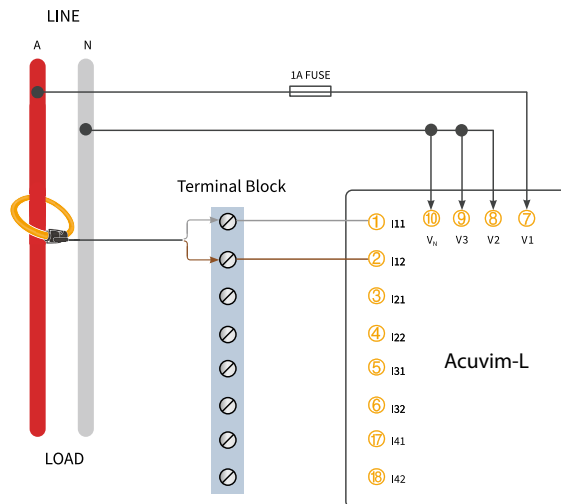 LINE
A N
1A FUSE
Terminal Block
1 I11
10 9 8 7
VN V3 V2 V1
2 I12
3 I21
4 I22
Acuvim-L
5 I31
6 I32
17 I41
18 I42
LOAD